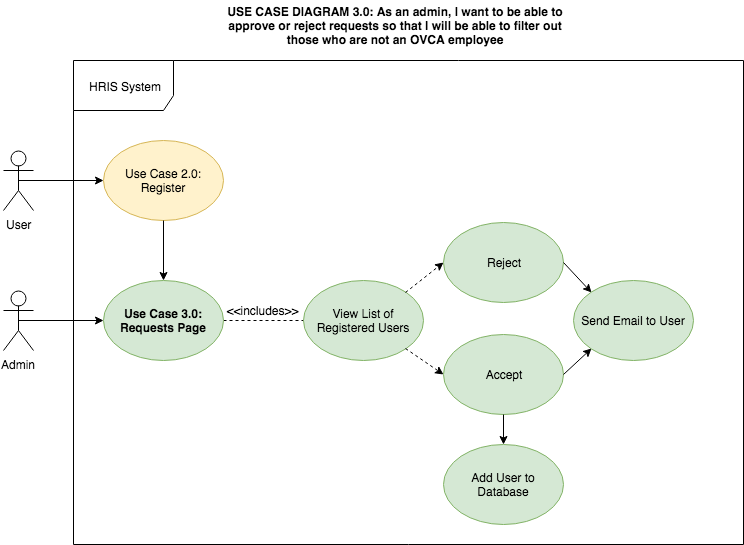 USE CASE DIAGRAM 3.0: As an admin, I want to be able to
approve or reject requests so that I will be able to filter out
those who are not an OVCA employee
HRIS System
Use Case 2.0:
Register
User
Use Case 3.0:
Requests Page
<<includes>>
View List of
Registered Users
Reject
Send Email to User
Admin
Accept
Add User to
Database